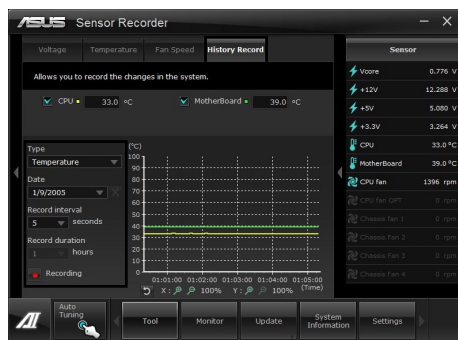 ASUS Sensor Recorder
Voltage Temperature Fan Speed History Record
Allows you to record the changes in the system.
CPU 33.0 °C MotherBoard 39.0 °C
Type
Temperature
Date
1/9/2005
Record interval
5 seconds
Record duration
1 hours
Recording
(°C)
100
90
80
70
60
50
40
30
20
10
0
01:01:00 01:02:00 01:03:00 01:04:00 01:05:00
(Time)
X : 100% Y : 100%
Sensor
Vcore 0.776 V
+12V 12.288 V
+5V 5.080 V
+3.3V 3.264 V
CPU 33.0 °C
MotherBoard 39.0 °C
CPU fan 1396 rpm
CPU fan OPT 0 rpm
Chassis fan 1 0 rpm
Chassis Fan 2 0 rpm
Chassis Fan 3 0 rpm
Chassis Fan 4 0 rpm
AI
Auto
Tuning
Tool
Monitor
Update
System
Information
Settings